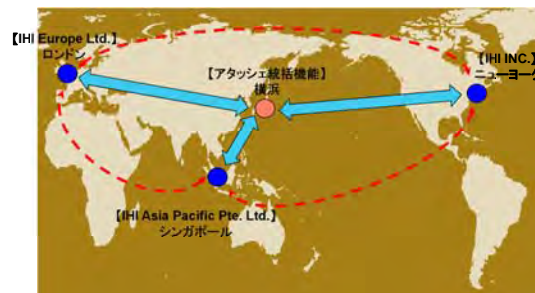 【IHI Europe Ltd.】
ロンドン
【アタッシェ統括機能】
横浜
【IHI INC.】
ニューヨーク
【IHI Asia Pacific Pte. Ltd.】
シンガポール